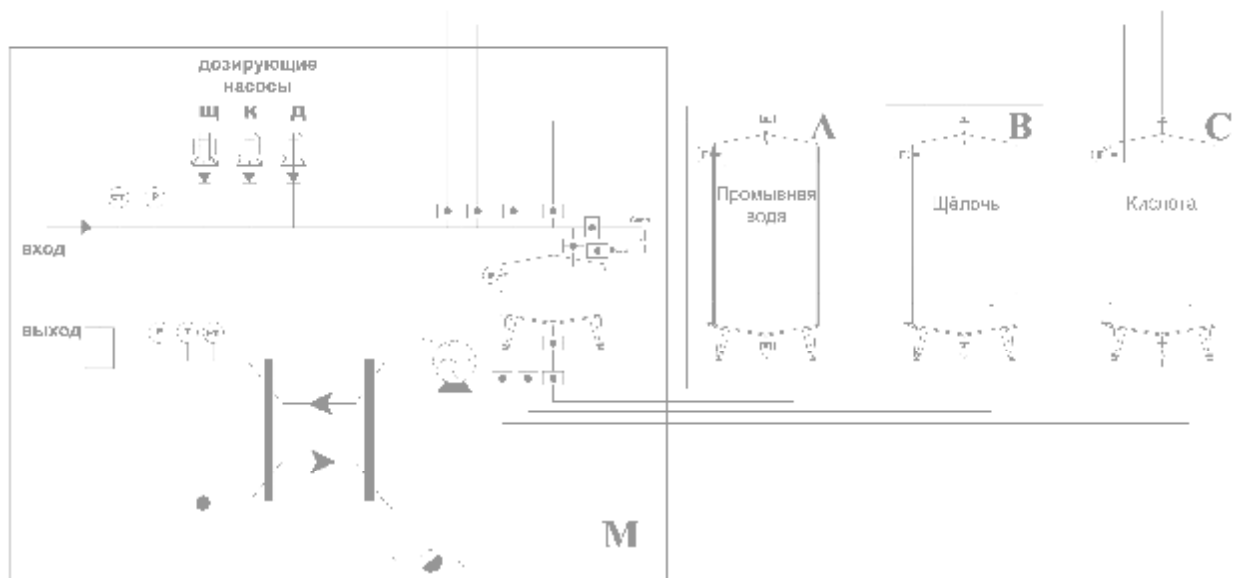 дозирующие
насосы
Щ К Д
вход
выход
М
А
В
С
Промывная
вода
Щёлочь
Кислота